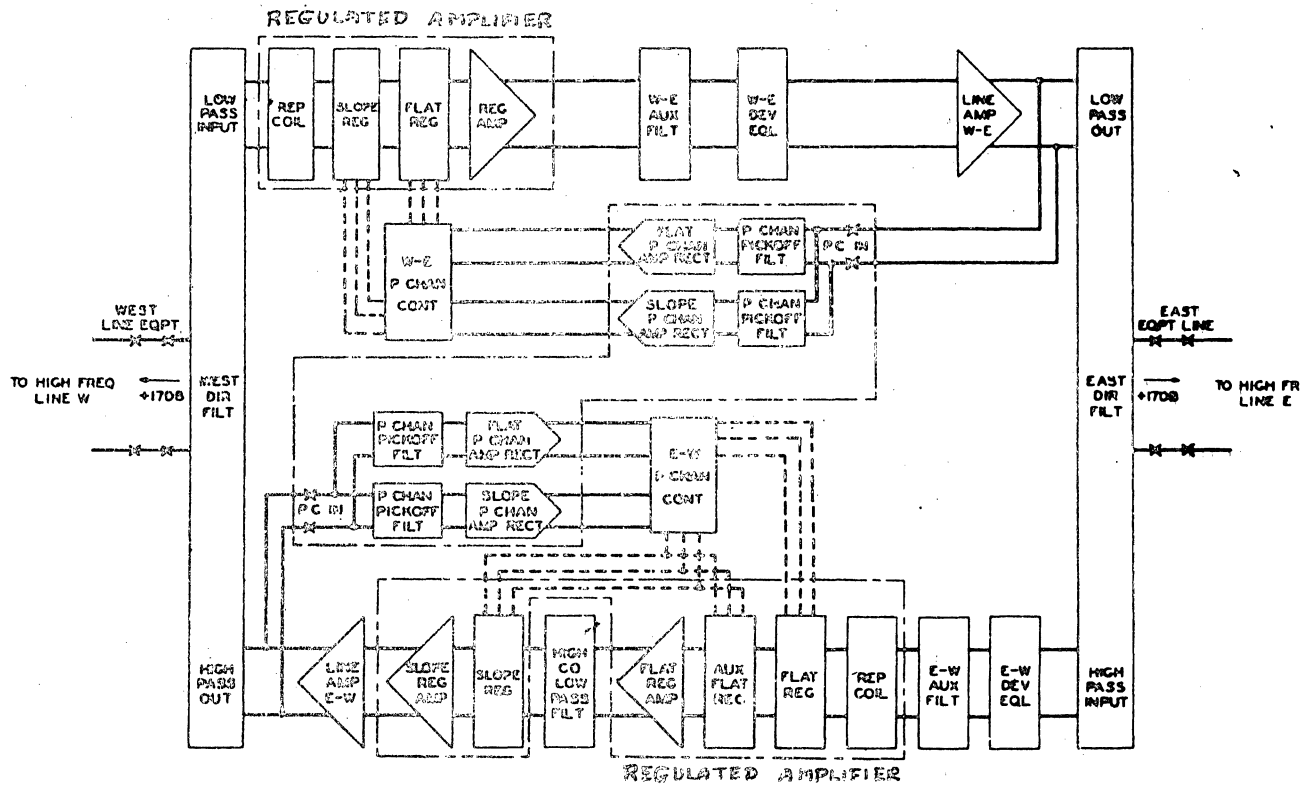 REGULATED AMPLIFIER
LOW
PASS
INPUT
REP
COIL
SLOPE
REG
FLAT
REG
REG
AMP
W-E
AUX
FILT
W-E
DEV
EQL
LINE
AMP
W-E
LOW
PASS
OUT
W-E
P CHAN
CONT
FLAT
P CHAN
AMP RECT
P CHAN
PICKOFF
FILT
PC IN
SLOPE
P CHAN
AMP RECT
P CHAN
PICKOFF
FILT
WEST
LINE EQPT
EAST
EQPT LINE
TO HIGH FREQ
LINE W
+17DB
WEST
DIR
FILT
EAST
DIR
FILT
+17DB
TO HIGH FR
LINE E
P CHAN
PICKOFF
FILT
FLAT
P CHAN
AMP RECT
E-W
P CHAN
CONT
PC IN
P CHAN
PICKOFF
FILT
SLOPE
P CHAN
AMP RECT
HIGH
PASS
OUT
LINE
AMP
E-W
SLOPE
REG
AMP
SLOPE
REG
HIGH
CO
LOW
PASS
FILT
FLAT
REG
AMP
AUX
FLAT
REG
FLAT
REG
REP
COIL
E-W
AUX
FILT
E-W
DEV
EQL
HIGH
PASS
INPUT
REGULATED AMPLIFIER